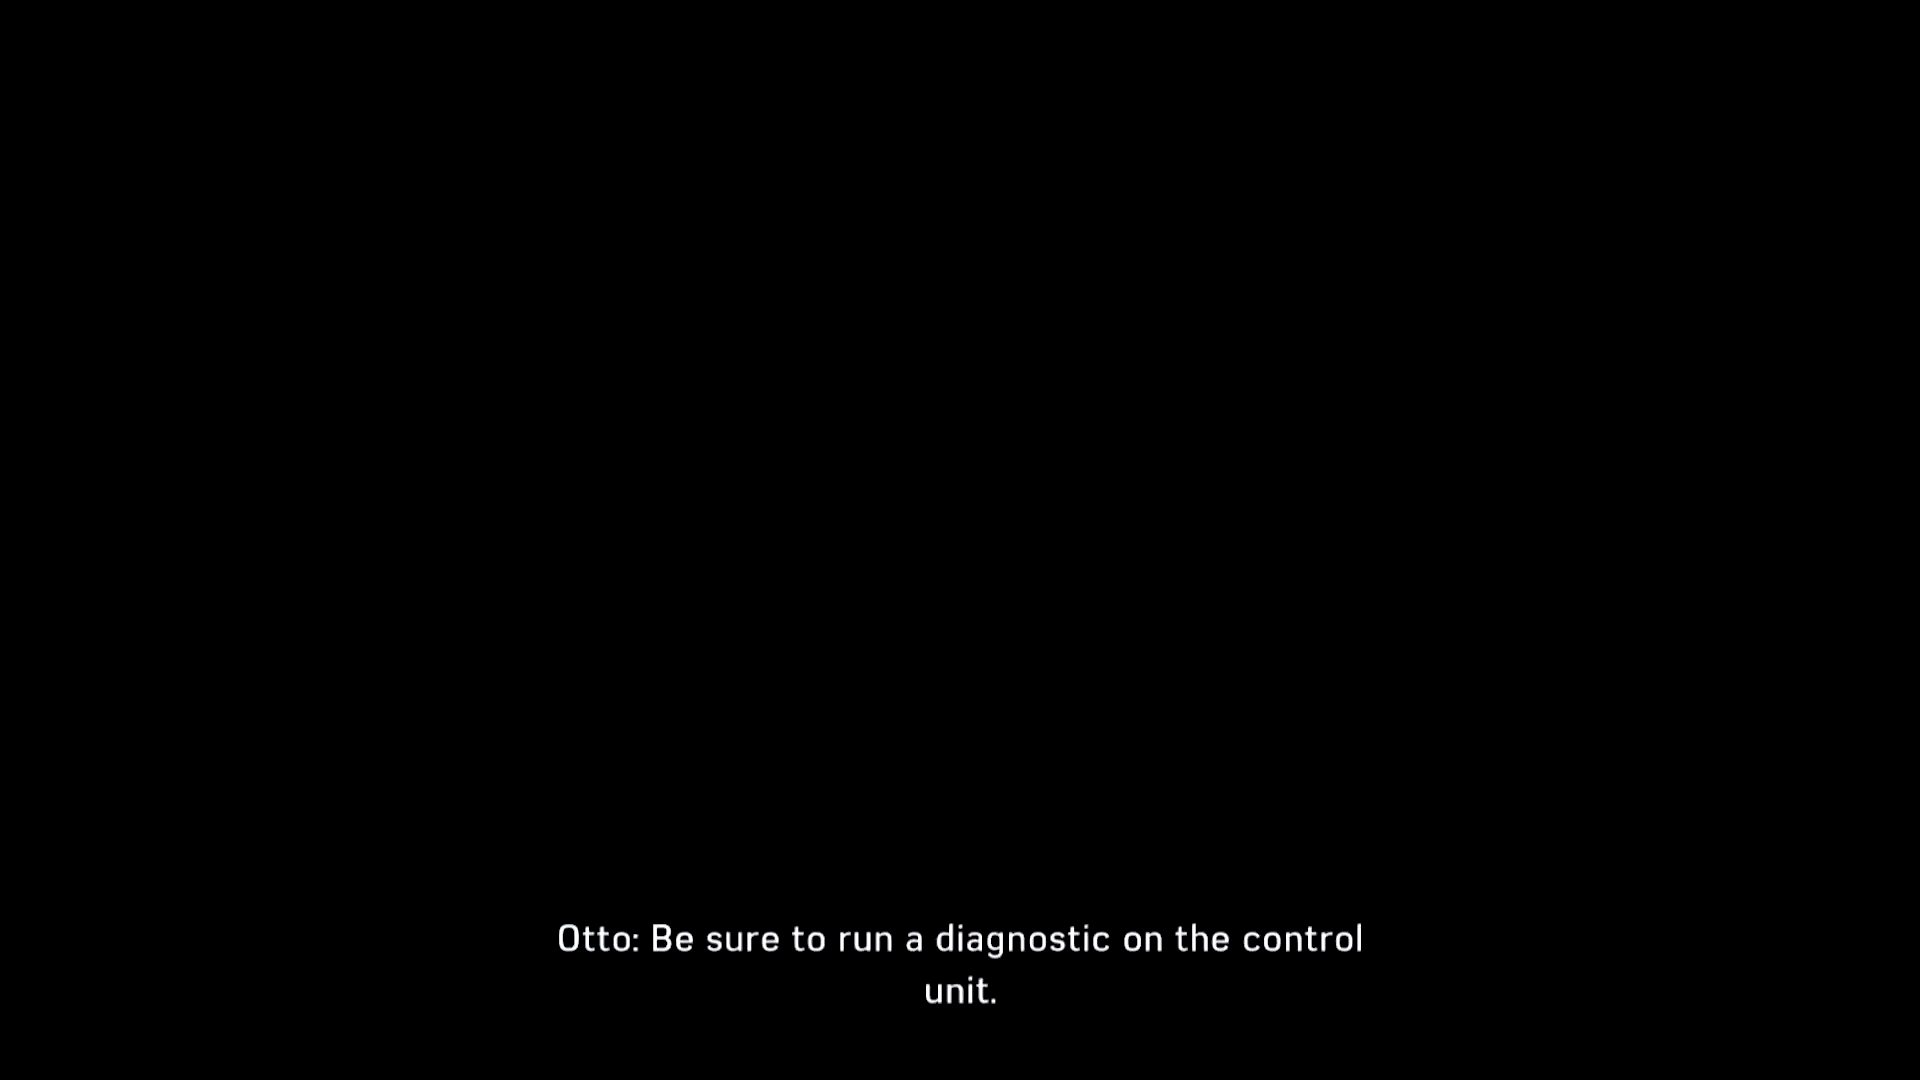 Otto: Be sure to run a diagnostic on the control
unit.